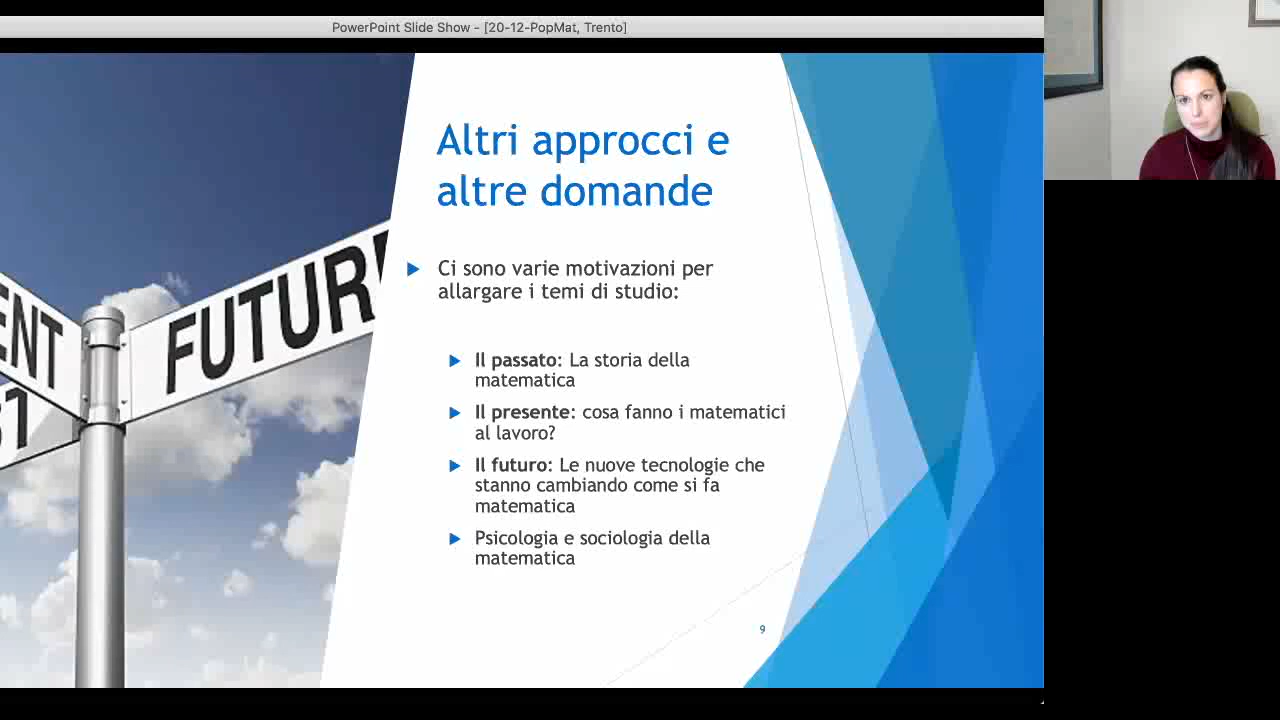 PowerPoint Slide Show - [20-12-PopMat, Trento]
Altri approcci e
altre domande
Ci sono varie motivazioni per
allargare i temi di studio:
Il passato: La storia della
matematica
Il presente: cosa fanno i matematici
al lavoro?
Il futuro: Le nuove tecnologie che
stanno cambiando come si fa
matematica
Psicologia e sociologia della
matematica
9
ENT
FUTUR